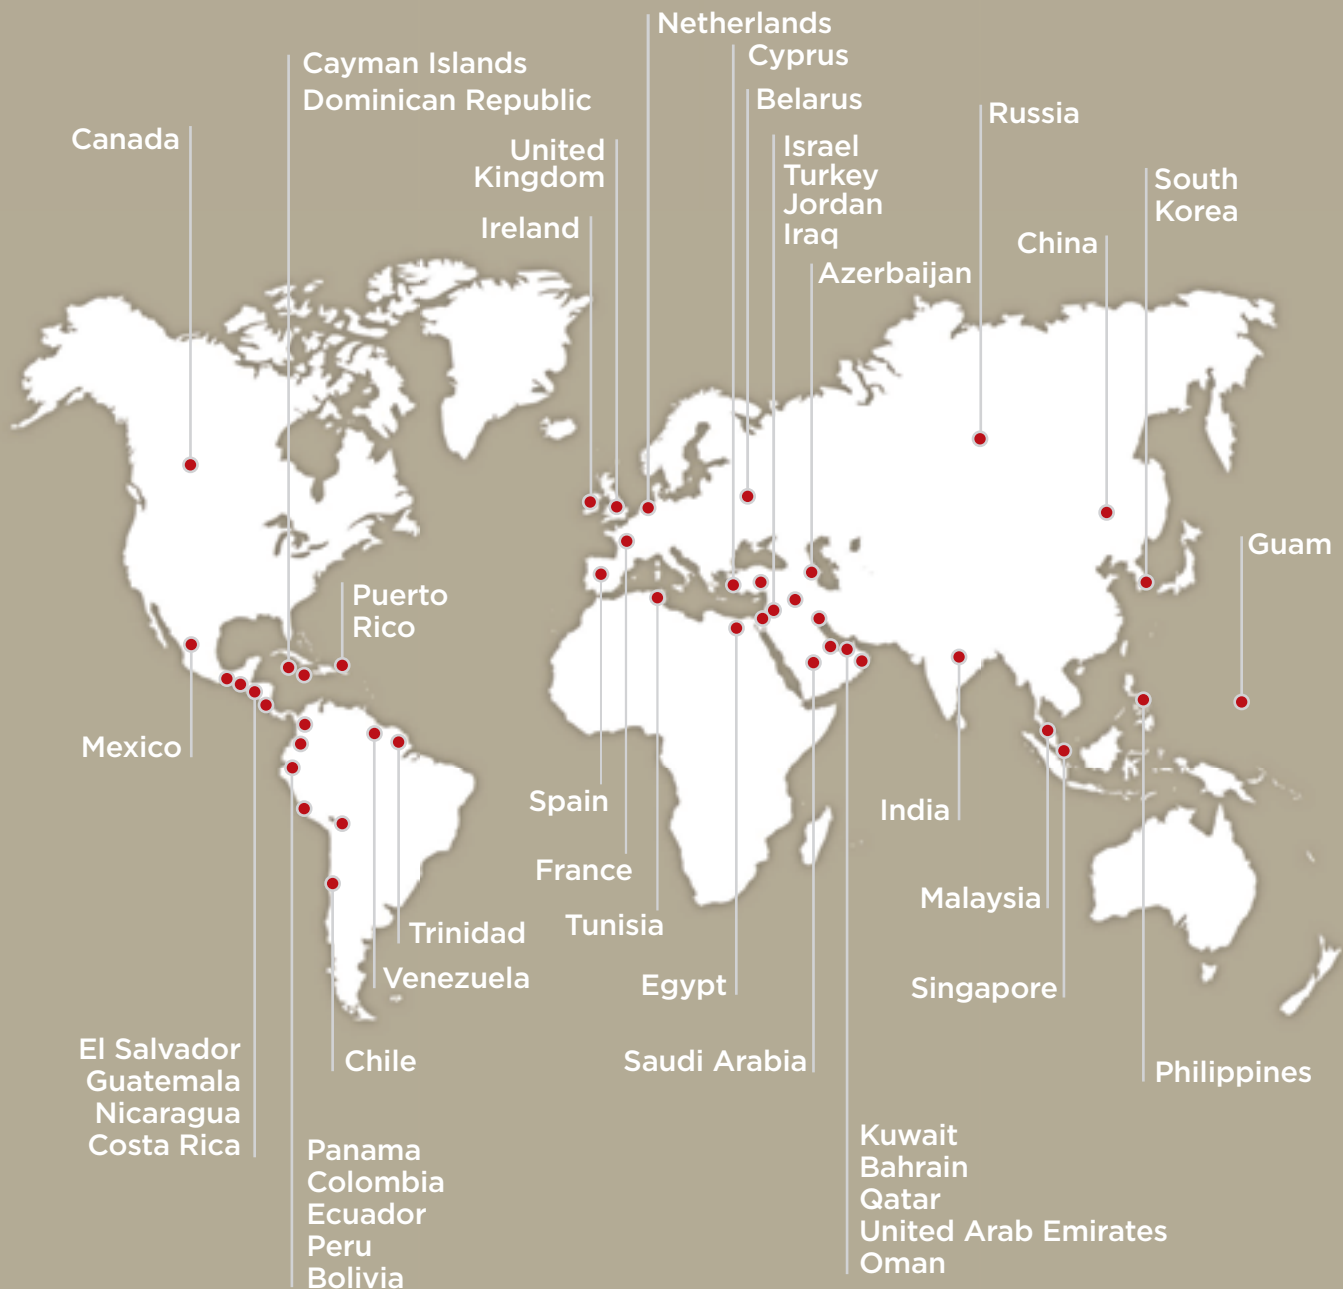 Netherlands
Cyprus
Cayman Islands
Dominican Republic
Belarus
Russia
Canada
United
Kingdom
Israel
Turkey
Jordan
Iraq
South
Korea
Ireland
China
Azerbaijan
Guam
Puerto
Rico
Mexico
Spain
India
France
Malaysia
Tunisia
Trinidad
Venezuela
Egypt
Singapore
El Salvador
Guatemala
Nicaragua
Costa Rica
Chile
Saudi Arabia
Philippines
Panama
Colombia
Ecuador
Peru
Bolivia
Kuwait
Bahrain
Qatar
United Arab Emirates
Oman